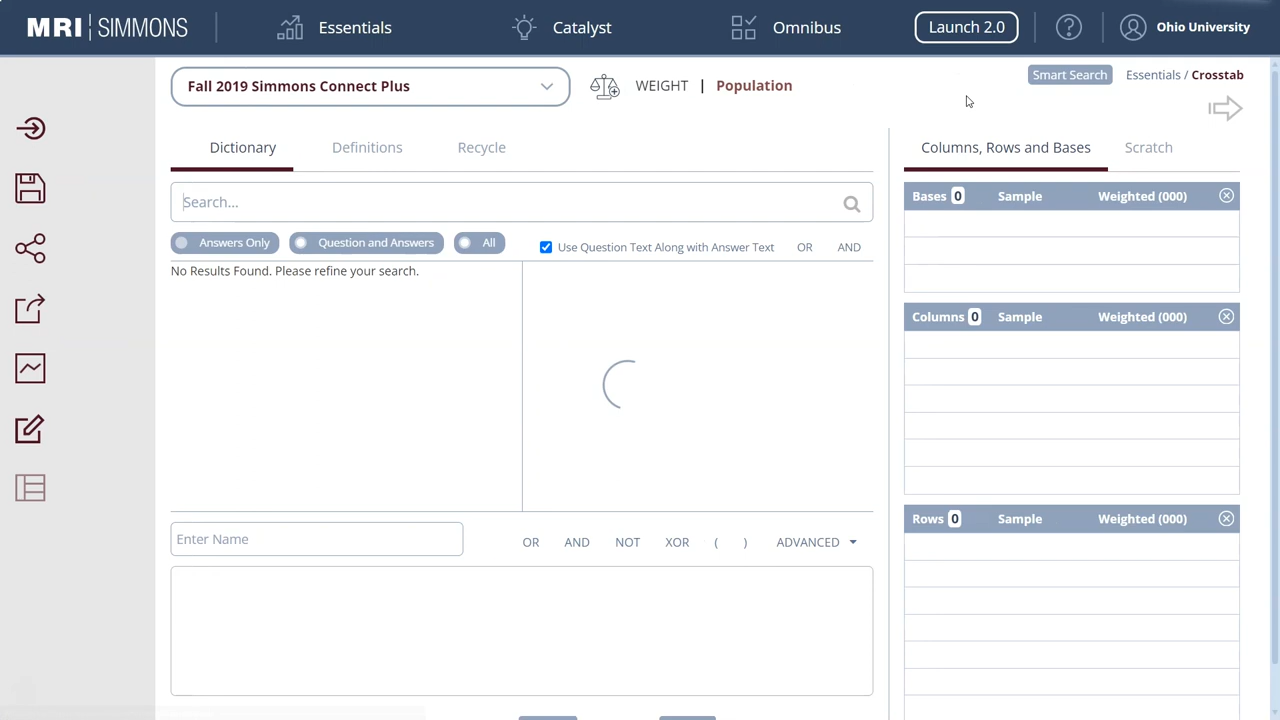 MRI | SIMMONS
Essentials
Catalyst
Omnibus
Launch 2.0
?
Ohio University
Fall 2019 Simmons Connect Plus
WEIGHT | Population
Smart Search
Essentials / Crosstab
Dictionary
Definitions
Recycle
Columns, Rows and Bases
Scratch
Search...
Answers Only
Question and Answers
All
Use Question Text Along with Answer Text
OR
AND
No Results Found. Please refine your search.
Enter Name
OR
AND
NOT
XOR
(
)
ADVANCED
Bases 0 Sample Weighted (000)
Columns 0 Sample Weighted (000)
Rows 0 Sample Weighted (000)